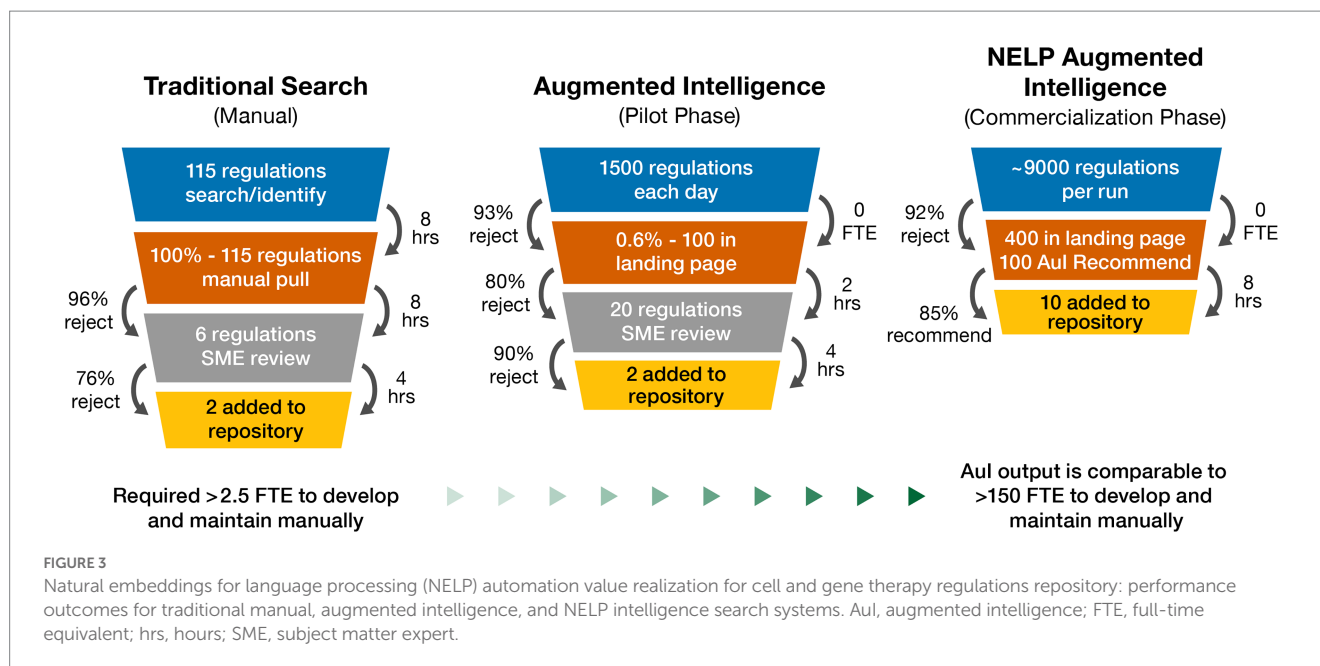 Traditional Search
(Manual)
115 regulations
search/identify
8
hrs
100% - 115 regulations
manual pull
96%
reject
8
hrs
6 regulations
SME review
76%
reject
4
hrs
2 added to
repository
Required >2.5 FTE to develop
and maintain manually
Augmented Intelligence
(Pilot Phase)
1500 regulations
each day
93%
reject
0
FTE
0.6% - 100 in
landing page
80%
reject
2
hrs
20 regulations
SME review
90%
reject
4
hrs
2 added to
repository
NELP Augmented
Intelligence
(Commercialization Phase)
~9000 regulations
per run
92%
reject
0
FTE
400 in landing page
100 AuI Recommend
85%
recommend
8
hrs
10 added to
repository
AuI output is comparable to
>150 FTE to develop and
maintain manually
FIGURE 3
Natural embeddings for language processing (NELP) automation value realization for cell and gene therapy regulations repository: performance
outcomes for traditional manual, augmented intelligence, and NELP intelligence search systems. AuI, augmented intelligence; FTE, full-time
equivalent; hrs, hours; SME, subject matter expert.